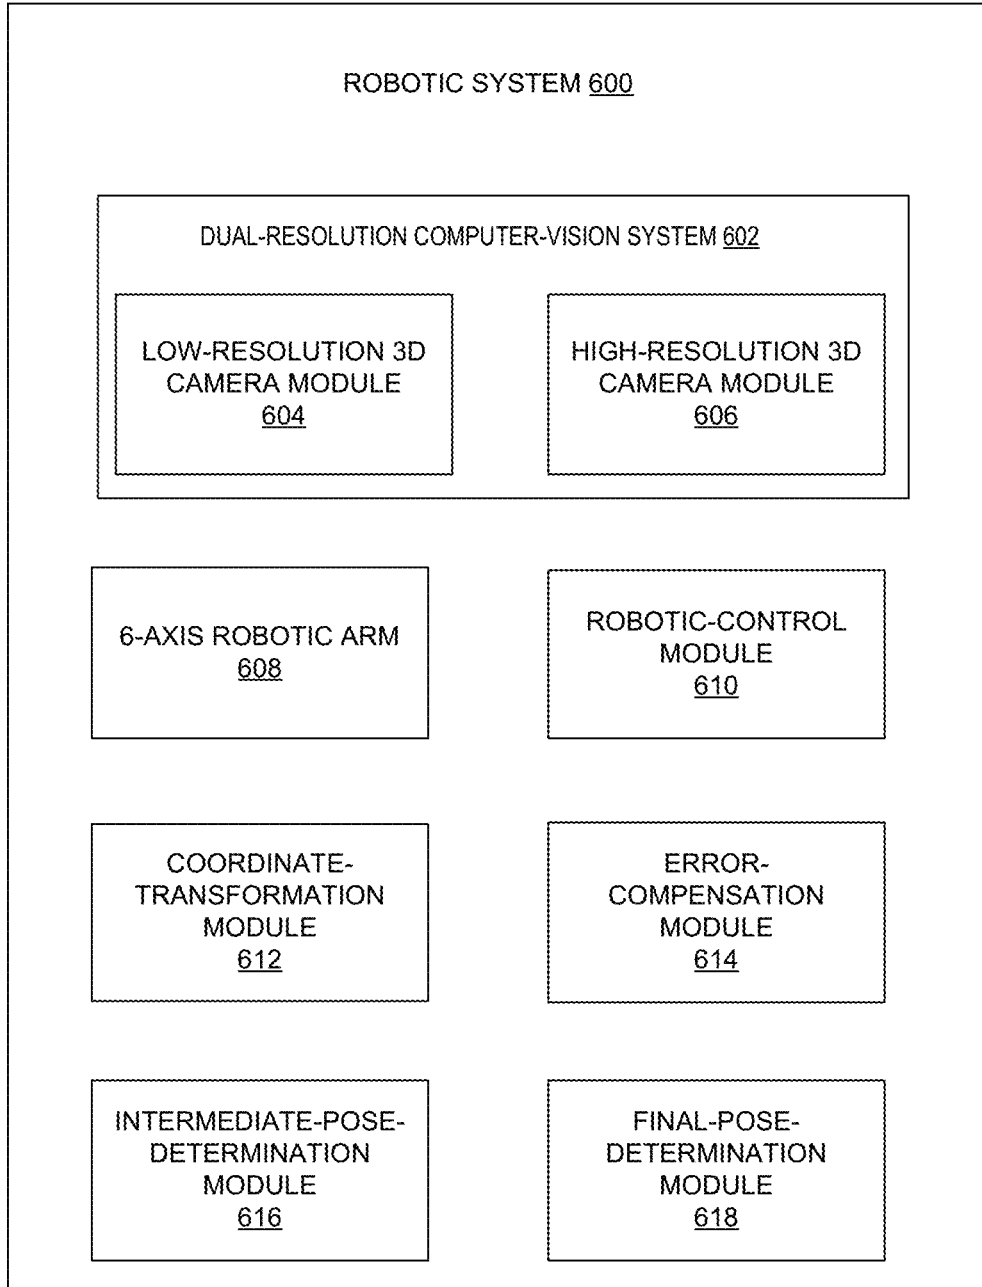 ROBOTIC SYSTEM 600
DUAL-RESOLUTION COMPUTER-VISION SYSTEM 602
LOW-RESOLUTION 3D
CAMERA MODULE
604
HIGH-RESOLUTION 3D
CAMERA MODULE
606
6-AXIS ROBOTIC ARM
608
ROBOTIC-CONTROL
MODULE
610
COORDINATE-
TRANSFORMATION
MODULE
612
ERROR-
COMPENSATION
MODULE
614
INTERMEDIATE-POSE-
DETERMINATION
MODULE
616
FINAL-POSE-
DETERMINATION
MODULE
618